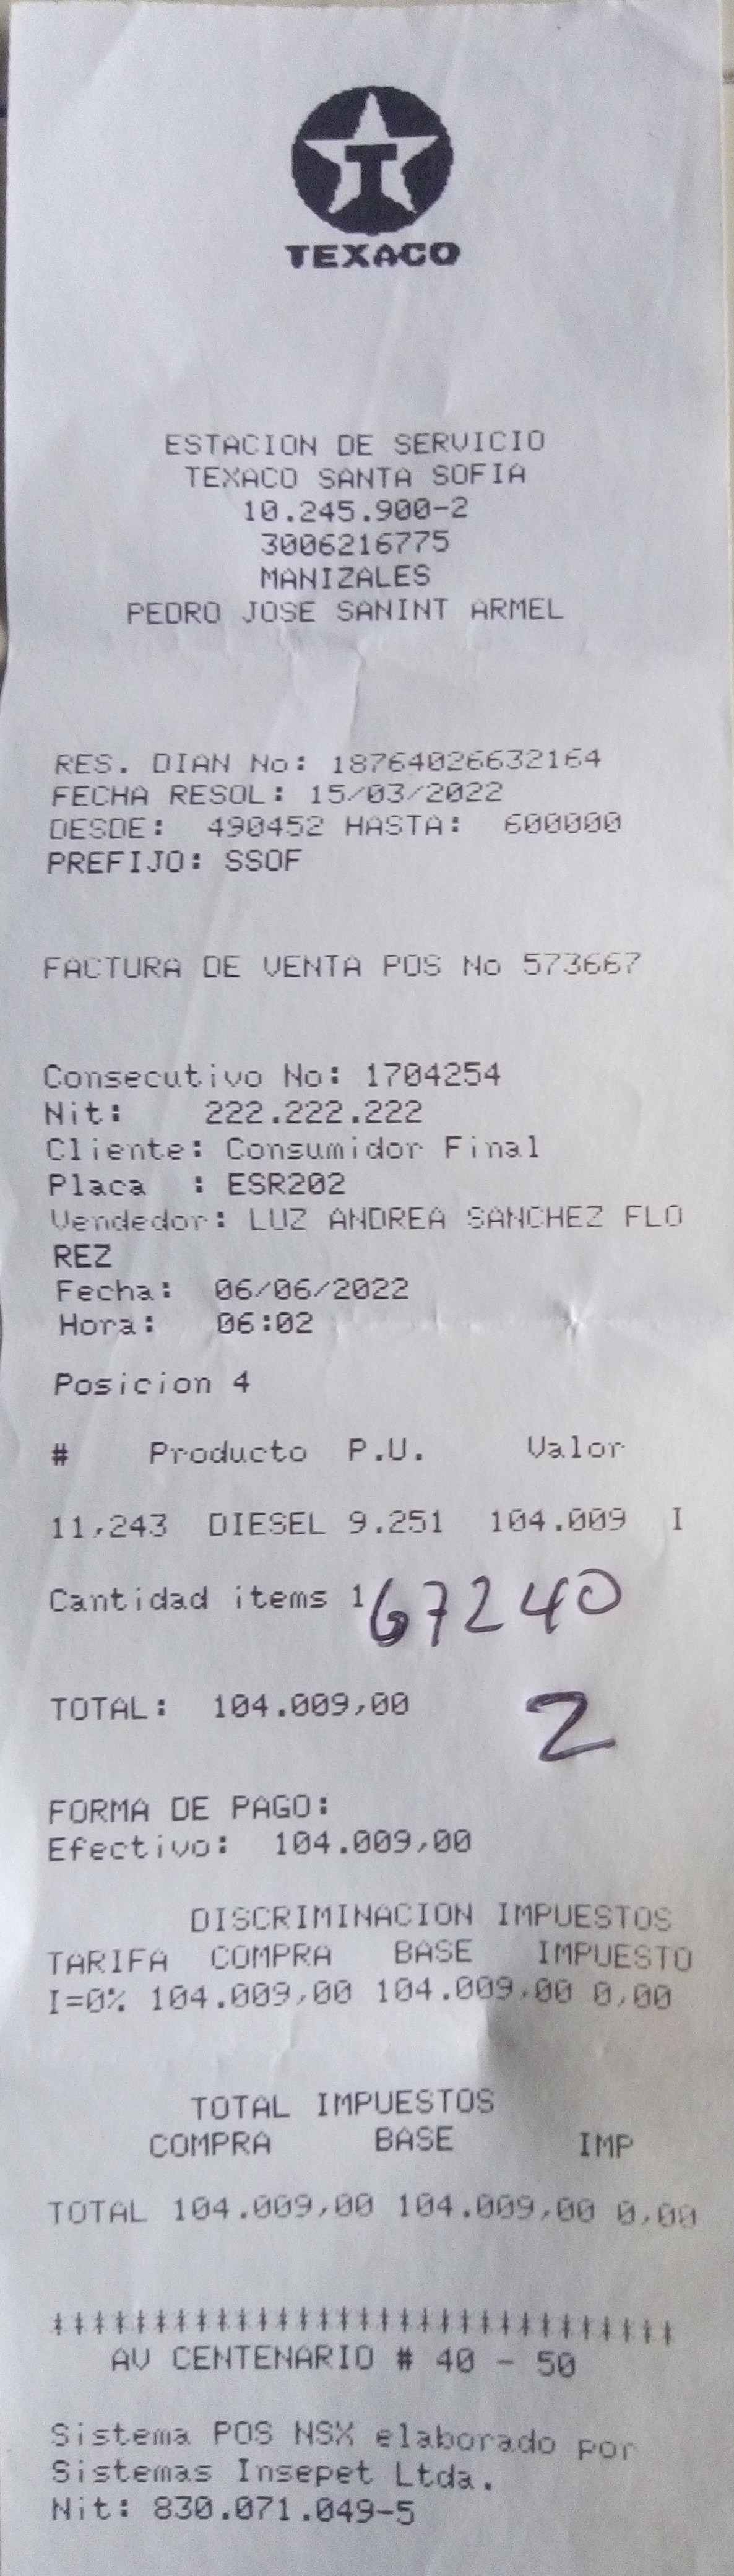 T
TEXACO
ESTACION DE SERVICIO
TEXACO SANTA SOFIA
10.245.900-2
3006216775
MANIZALES
PEDRO JOSE SANINT ARMEL
RES. DIAN No: 18764026632164
FECHA RESOL: 15/03/2022
DESDE: 490452 HASTA: 600000
PREFIJO: SSOF
FACTURA DE VENTA POS No 573667
Consecutivo No: 1704254
Nit: 222.222.222
Cliente: Consumidor Final
Placa : ESR202
Vendedor: LUZ ANDREA SANCHEZ FLO
REZ
Fecha: 06/06/2022
Hora: 06:02
Posicion 4
# Producto P.U. Valor
11,243 DIESEL 9.251 104.009 I
Cantidad items 1 67240
TOTAL: 104.009,00 2
FORMA DE PAGO:
Efectivo: 104.009,00
DISCRIMINACION IMPUESTOS
TARIFA COMPRA BASE IMPUESTO
I=0% 104.009,00 104.009,00 0,00
TOTAL IMPUESTOS
COMPRA BASE IMP
TOTAL 104.009,00 104.009,00 0,00
********************************
AV CENTENARIO # 40 - 50
Sistema POS NSX elaborado por
Sistemas Insepet Ltda.
Nit: 830.071.049-5